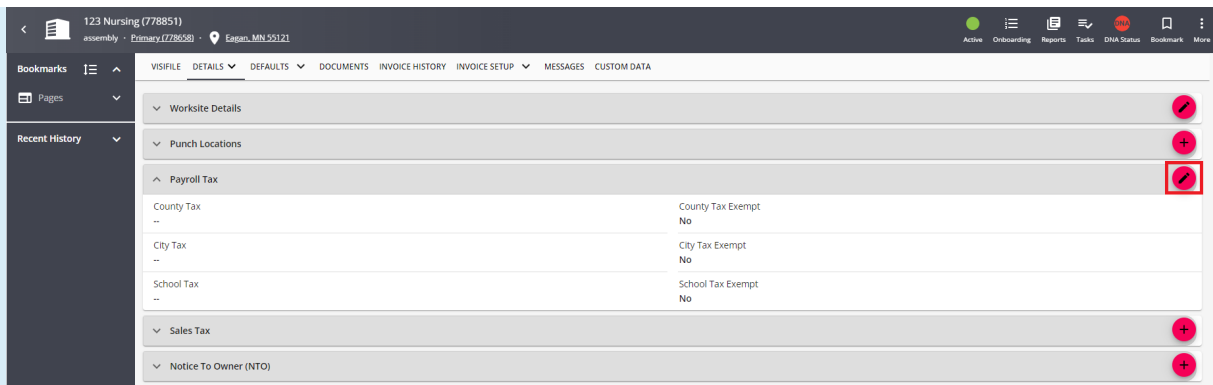 123 Nursing (778851)
assembly · Primary (778658) · Eagan, MN 55121
Active Onboarding Reports Tasks DNA DNA Status Bookmark More
Bookmarks
Pages
Recent History
VISIFILE DETAILS DEFAULTS DOCUMENTS INVOICE HISTORY INVOICE SETUP MESSAGES CUSTOM DATA
Worksite Details
Punch Locations
Payroll Tax
County Tax County Tax Exempt
-- No
City Tax City Tax Exempt
-- No
School Tax School Tax Exempt
-- No
Sales Tax
Notice To Owner (NTO)